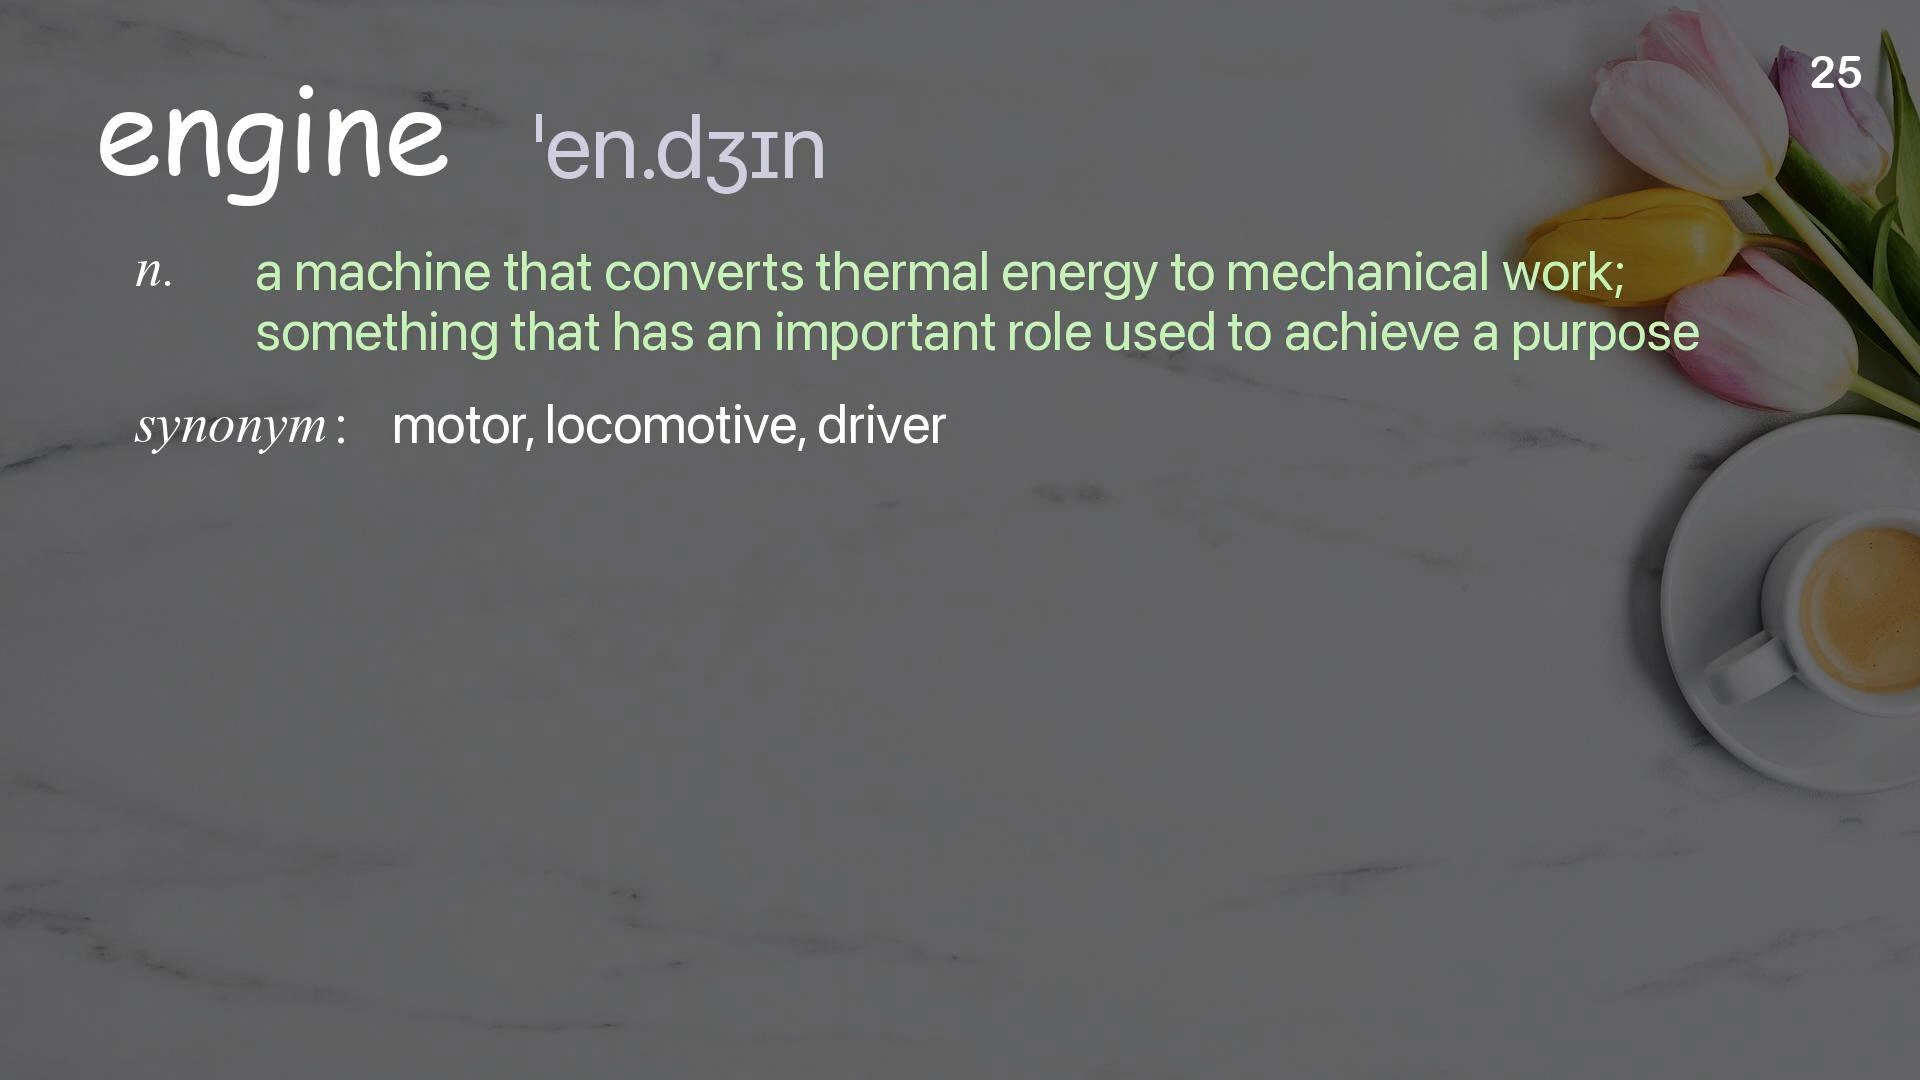 25
engine ˈen.dʒɪn
n. a machine that converts thermal energy to mechanical work;
something that has an important role used to achieve a purpose
synonym: motor, locomotive, driver